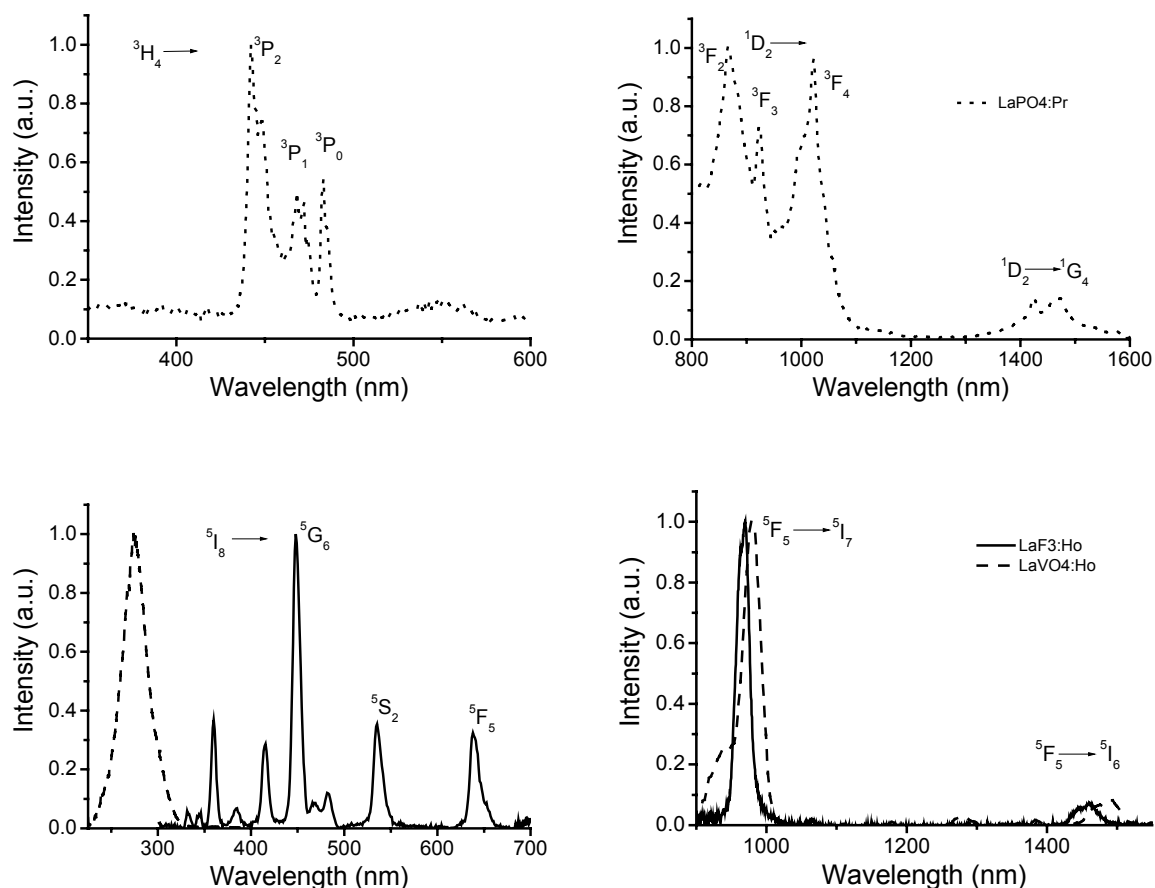 ³H₄ → ³P₂
³P₁ ³P₀
Intensity (a.u.)
1.0
0.8
0.6
0.4
0.2
0.0
400 500 600
Wavelength (nm)
³F₂ ¹D₂ →
³F₃ ³F₄
LaPO4:Pr
¹D₂ → ¹G₄
Intensity (a.u.)
1.0
0.8
0.6
0.4
0.2
0.0
800 1000 1200 1400 1600
Wavelength (nm)
⁵I₈ → ⁵G₆
⁵S₂ ⁵F₅
Intensity (a.u.)
1.0
0.8
0.6
0.4
0.2
0.0
300 400 500 600 700
Wavelength (nm)
⁵F₅ → ⁵I₇
LaF3:Ho
LaVO4:Ho
⁵F₅ → ⁵I₆
Intensity (a.u.)
1.0
0.8
0.6
0.4
0.2
0.0
1000 1200 1400
Wavelength (nm)